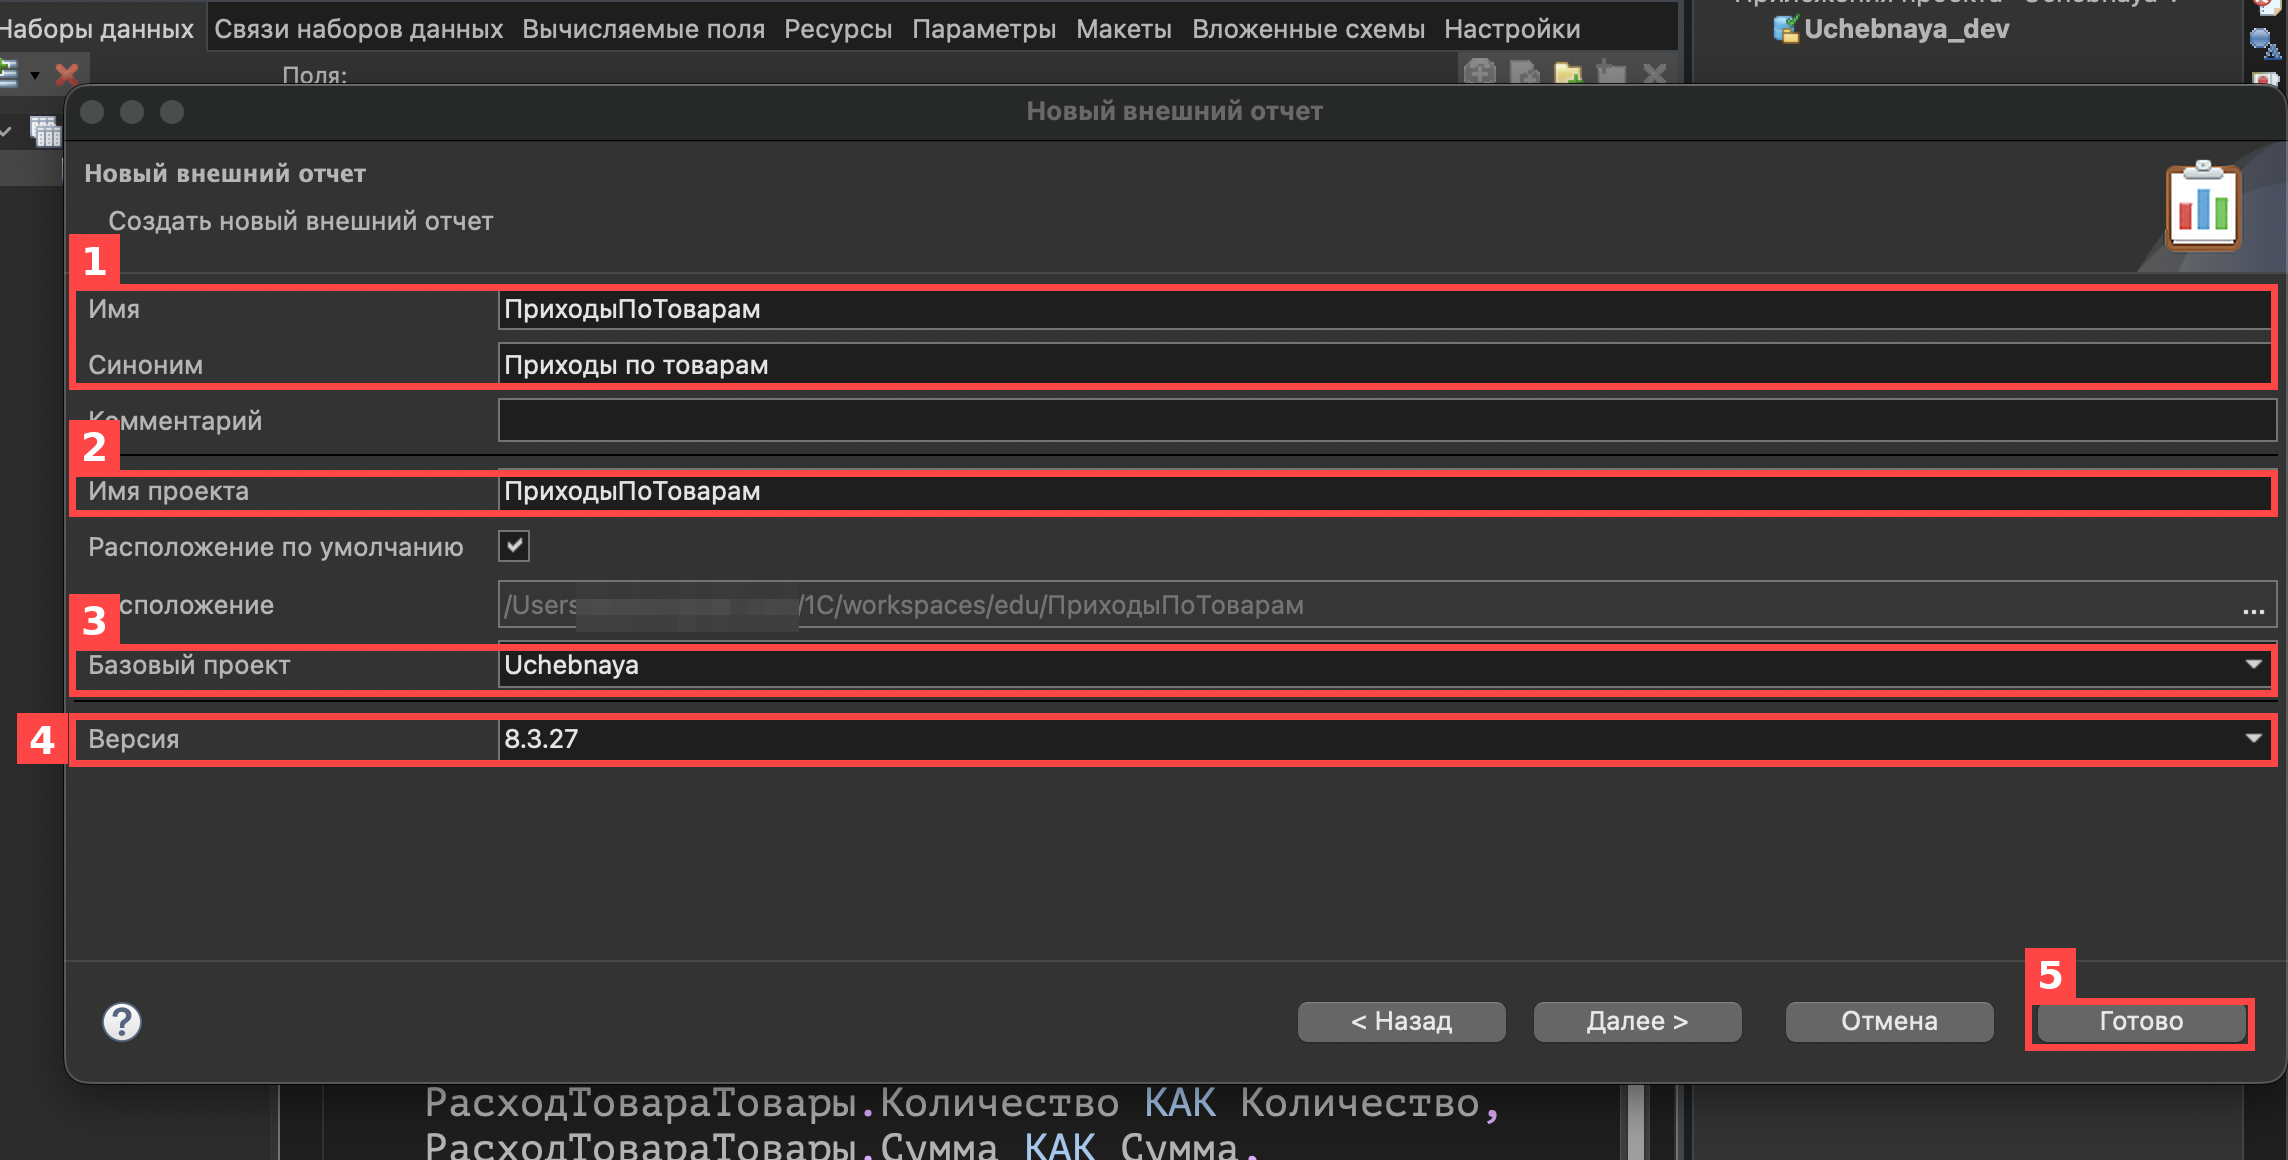 Наборы данных Связи наборов данных Вычисляемые поля Ресурсы Параметры Макеты Вложенные схемы Настройки
Uchebnaya_dev
Поля:
Новый внешний отчет
Новый внешний отчет
Создать новый внешний отчет
1
Имя ПриходыПоТоварам
Синоним Приходы по товарам
Комментарий
2
Имя проекта ПриходыПоТоварам
Расположение по умолчанию
3
сположение /Users /1C/workspaces/edu/ПриходыПоТоварам ...
Базовый проект Uchebnaya
4 Версия 8.3.27
5
? < Назад Далее > Отмена Готово
РасходТовараТовары.Количество КАК Количество,
РасходТовараТовары.Сумма КАК Сумма,